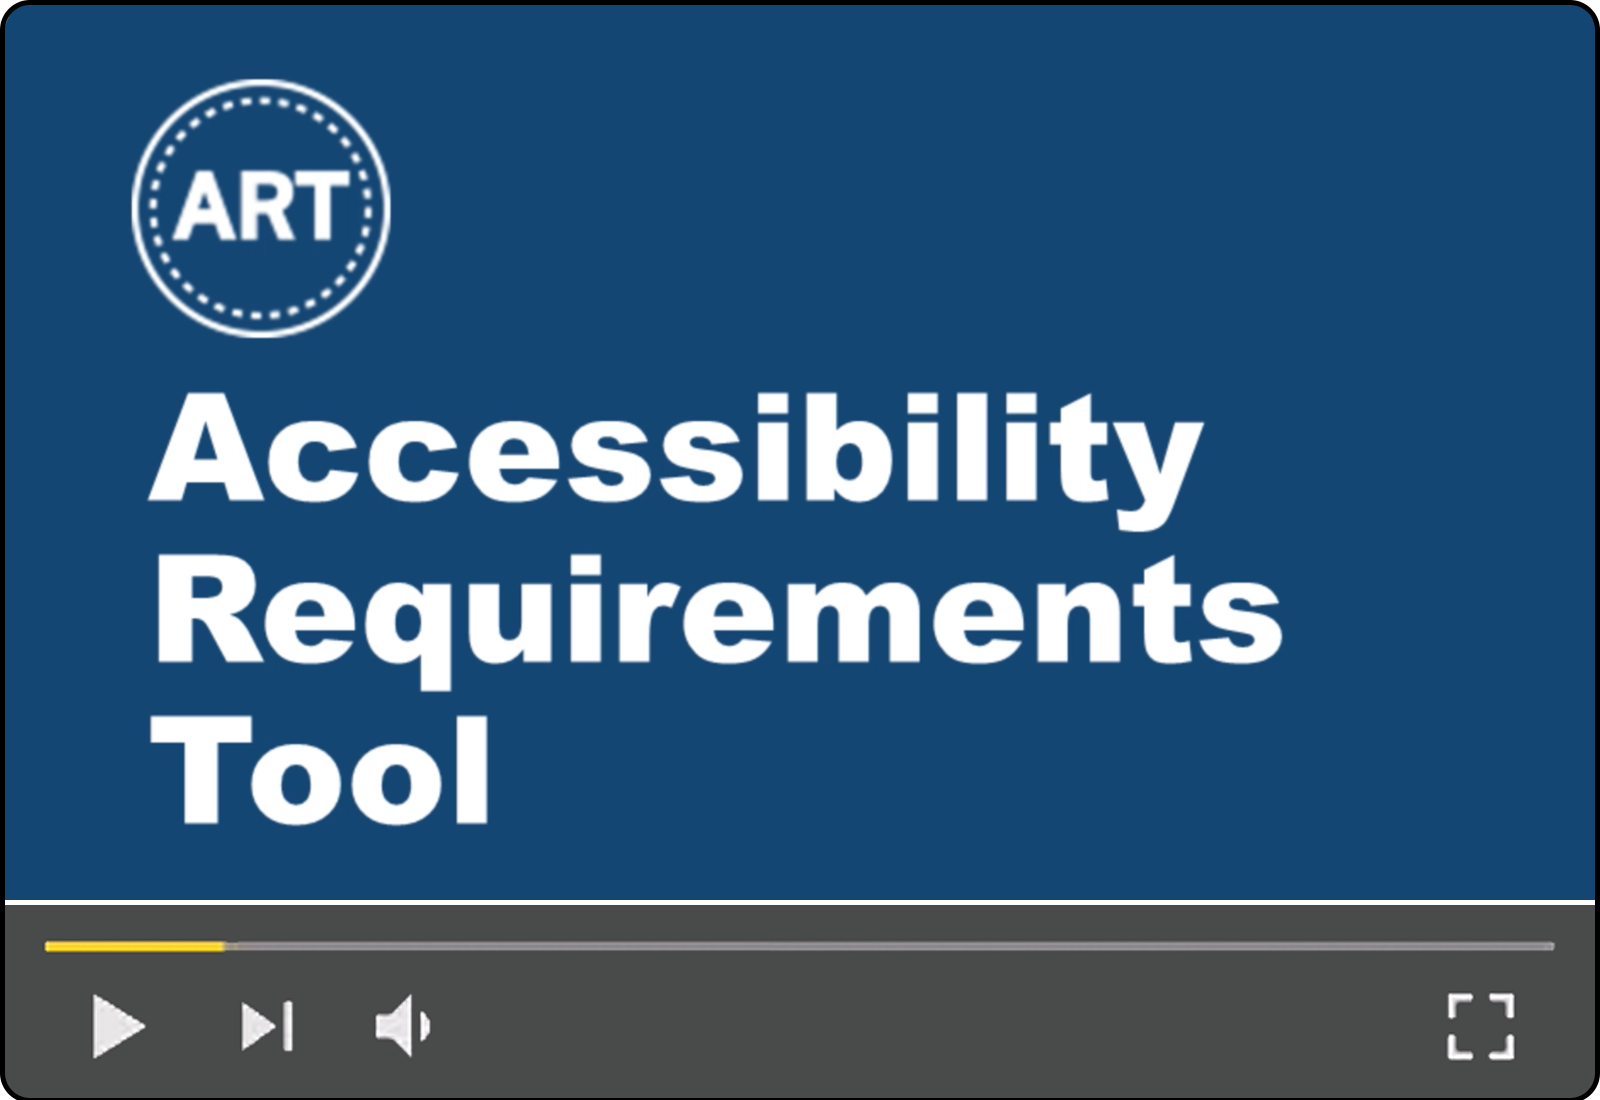 ART
Accessibility
Requirements
Tool